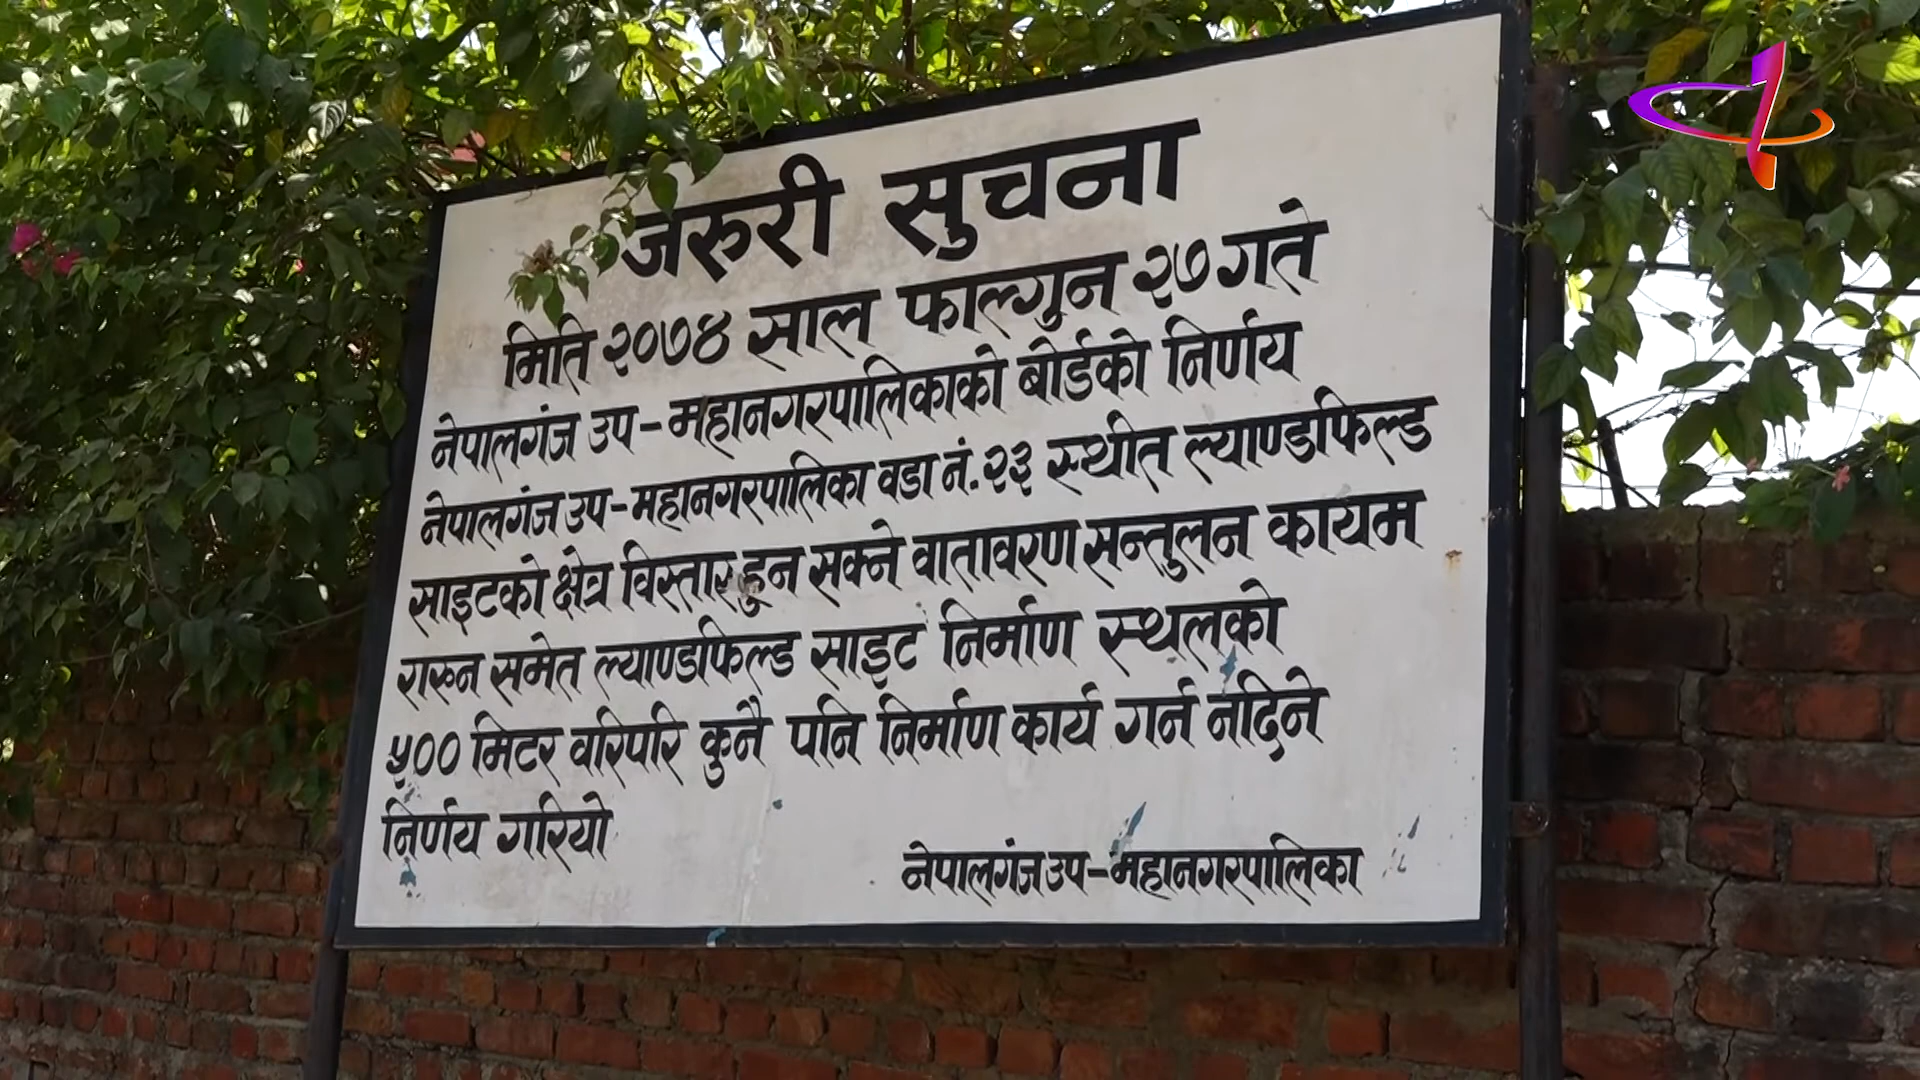 जरुरी सुचना
मिति २०७४ साल फाल्गुन २७ गते
नेपालगंज उप-महानगरपालिकाको बोर्डको निर्णय
नेपालगंज उप-महानगरपालिका वडा नं. २३ स्थीत ल्याण्डफिल्ड
साइटको क्षेत्र विस्तार हुन सक्ने वातावरण सन्तुलन कायम
राख्न समेत ल्याण्डफिल्ड साइट निर्माण स्थलको
५०० मिटर वरिपरि कुनै पनि निर्माण कार्य गर्न नदिने
निर्णय गरियो
नेपालगंज उप-महानगरपालिका